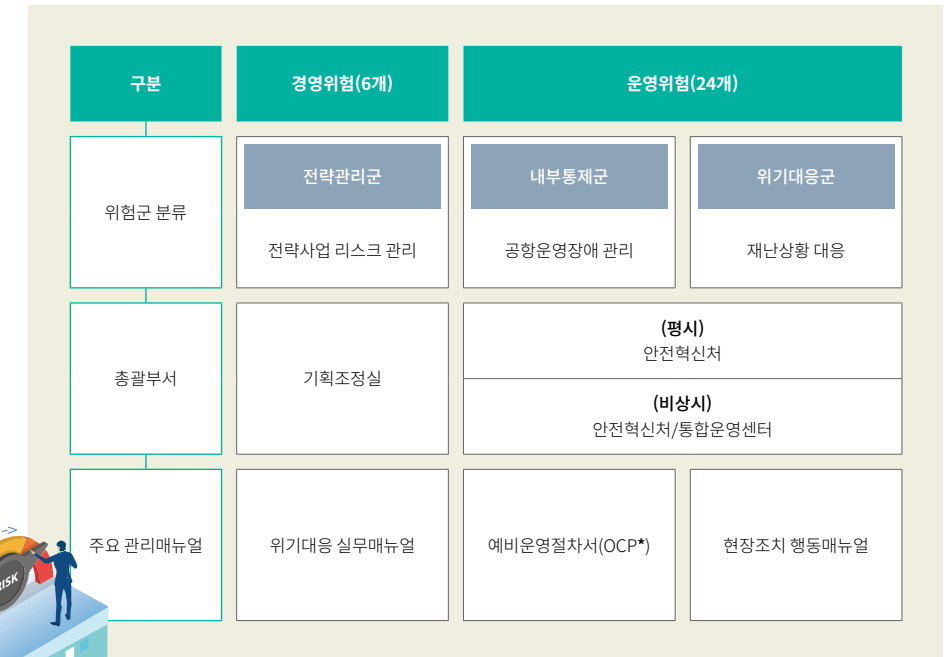 구분
경영위험(6개)
운영위험(24개)
위험군 분류
전략관리군
전략사업 리스크 관리
내부통제군
공항운영장애 관리
위기대응군
재난상황 대응
총괄부서
기획조정실
(평시)
안전혁신처
(비상시)
안전혁신처/통합운영센터
주요 관리매뉴얼
위기대응 실무매뉴얼
예비운영절차서(OCP★)
현장조치 행동매뉴얼
->
RISK